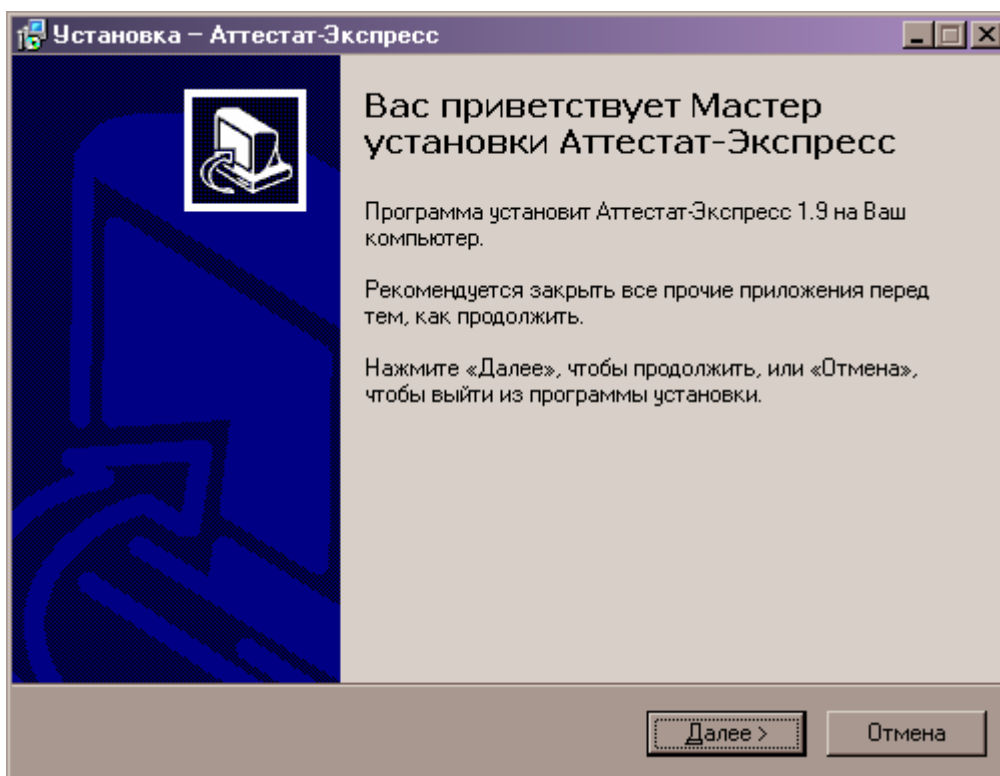 Установка – Аттестат-Экспресс
Вас приветствует Мастер
установки Аттестат-Экспресс
Программа установит Аттестат-Экспресс 1.9 на Ваш
компьютер.
Рекомендуется закрыть все прочие приложения перед
тем, как продолжить.
Нажмите «Далее», чтобы продолжить, или «Отмена»,
чтобы выйти из программы установки.
Далее >
Отмена